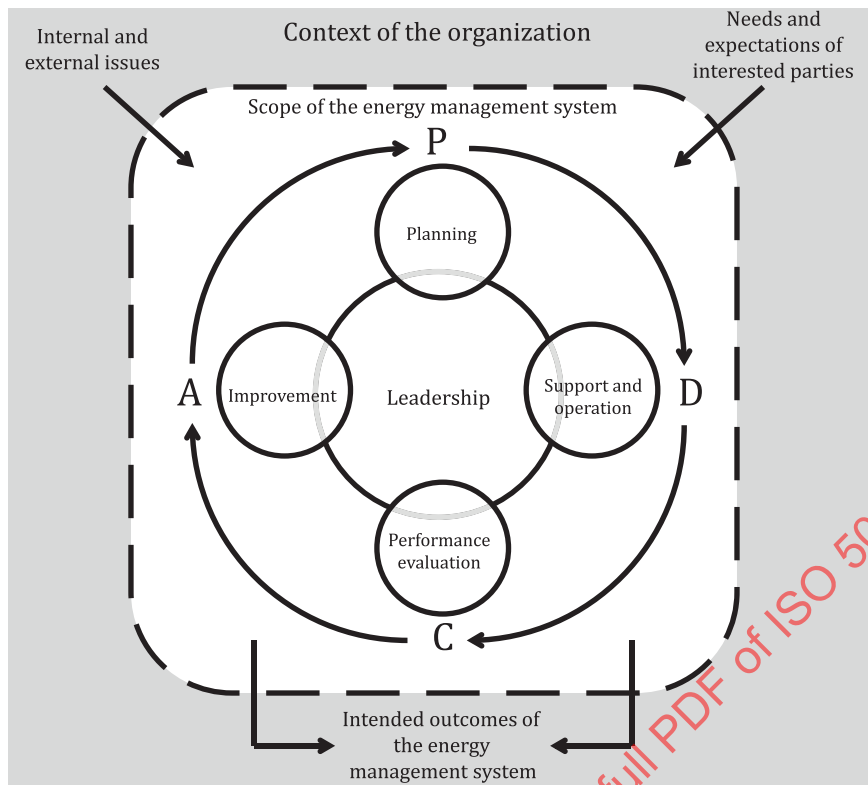 Internal and
external issues
Context of the organization
Needs and
expectations of
interested parties
Scope of the energy management system
P
Planning
A
Improvement
Leadership
Support and
operation
D
Performance
evaluation
C
Intended outcomes of
the energy
management system
full PDF of ISO 50